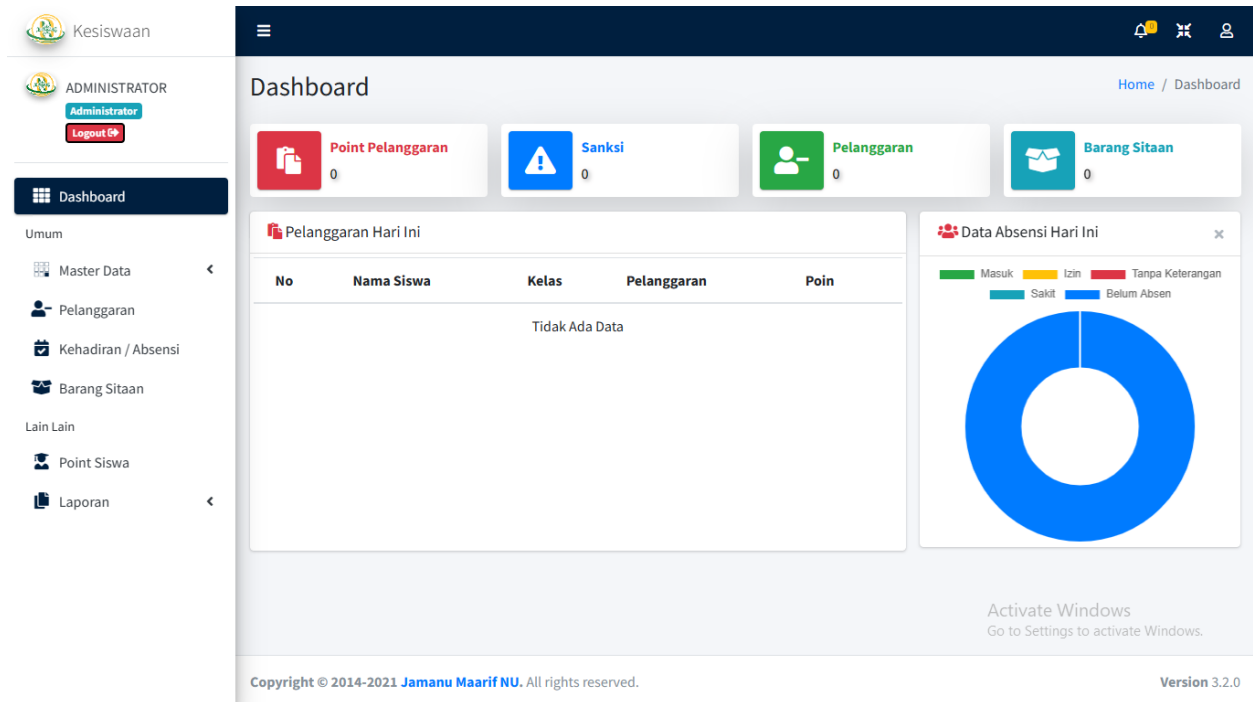 Kesiswaan
0
ADMINISTRATOR
Administrator
Logout
Dashboard
Umum
Master Data
Pelanggaran
Kehadiran / Absensi
Barang Sitaan
Lain Lain
Point Siswa
Laporan
Dashboard
Home / Dashboard
Point Pelanggaran
0
Sanksi
0
Pelanggaran
0
Barang Sitaan
0
Pelanggaran Hari Ini
No Nama Siswa Kelas Pelanggaran Poin
Tidak Ada Data
Data Absensi Hari Ini
×
Masuk Izin Tanpa Keterangan
Sakit Belum Absen
Activate Windows
Go to Settings to activate Windows.
Copyright © 2014-2021 Jamanu Maarif NU. All rights reserved.
Version 3.2.0